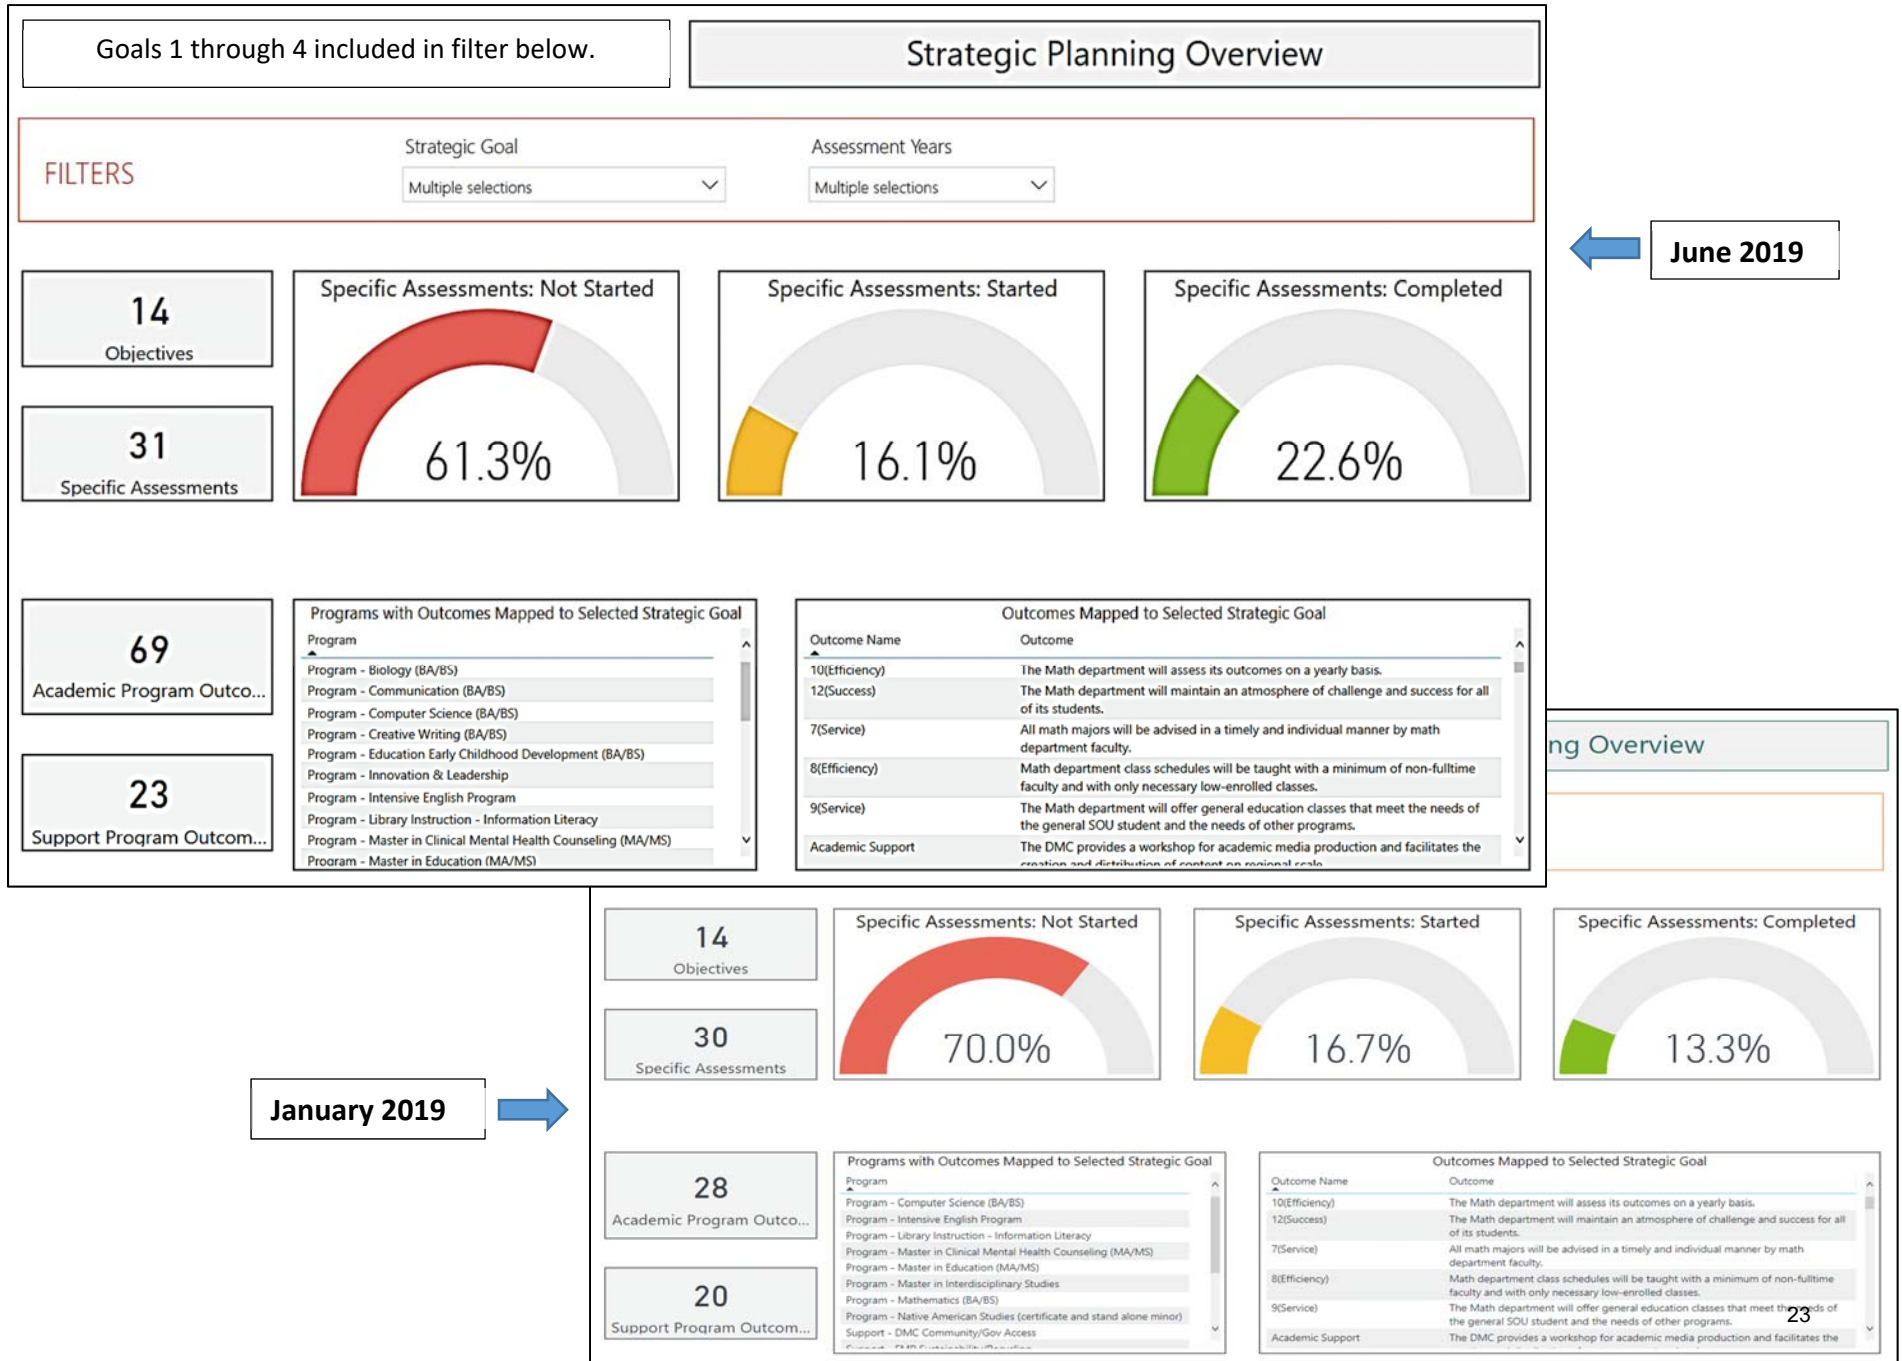 Goals 1 through 4 included in filter below.
Strategic Planning Overview
FILTERS
Strategic Goal
Multiple selections
Assessment Years
Multiple selections
June 2019
14
Objectives
31
Specific Assessments
Specific Assessments: Not Started
61.3%
Specific Assessments: Started
16.1%
Specific Assessments: Completed
22.6%
69
Academic Program Outco...
23
Support Program Outcom...
Programs with Outcomes Mapped to Selected Strategic Goal
Program
Program - Biology (BA/BS)
Program - Communication (BA/BS)
Program - Computer Science (BA/BS)
Program - Creative Writing (BA/BS)
Program - Education Early Childhood Development (BA/BS)
Program - Innovation & Leadership
Program - Intensive English Program
Program - Library Instruction - Information Literacy
Program - Master in Clinical Mental Health Counseling (MA/MS)
Program - Master in Education (MA/MS)
Outcomes Mapped to Selected Strategic Goal
Outcome Name Outcome
10(Efficiency) The Math department will assess its outcomes on a yearly basis.
12(Success) The Math department will maintain an atmosphere of challenge and success for all
of its students.
7(Service) All math majors will be advised in a timely and individual manner by math
department faculty.
8(Efficiency) Math department class schedules will be taught with a minimum of non-fulltime
faculty and with only necessary low-enrolled classes.
9(Service) The Math department will offer general education classes that meet the needs of
the general SOU student and the needs of other programs.
Academic Support The DMC provides a workshop for academic media production and facilitates the
creation and distribution of content on regional scale
ng Overview
January 2019
14
Objectives
30
Specific Assessments
Specific Assessments: Not Started
70.0%
Specific Assessments: Started
16.7%
Specific Assessments: Completed
13.3%
28
Academic Program Outco...
20
Support Program Outcom...
Programs with Outcomes Mapped to Selected Strategic Goal
Program
Program - Computer Science (BA/BS)
Program - Intensive English Program
Program - Library Instruction - Information Literacy
Program - Master in Clinical Mental Health Counseling (MA/MS)
Program - Master in Education (MA/MS)
Program - Master in Interdisciplinary Studies
Program - Mathematics (BA/BS)
Program - Native American Studies (certificate and stand alone minor)
Support - DMC Community/Gov Access
Outcomes Mapped to Selected Strategic Goal
Outcome Name Outcome
10(Efficiency) The Math department will assess its outcomes on a yearly basis.
12(Success) The Math department will maintain an atmosphere of challenge and success for all
of its students.
7(Service) All math majors will be advised in a timely and individual manner by math
department faculty.
8(Efficiency) Math department class schedules will be taught with a minimum of non-fulltime
faculty and with only necessary low-enrolled classes.
9(Service) The Math department will offer general education classes that meet the needs of
the general SOU student and the needs of other programs.
23
Academic Support The DMC provides a workshop for academic media production and facilitates the